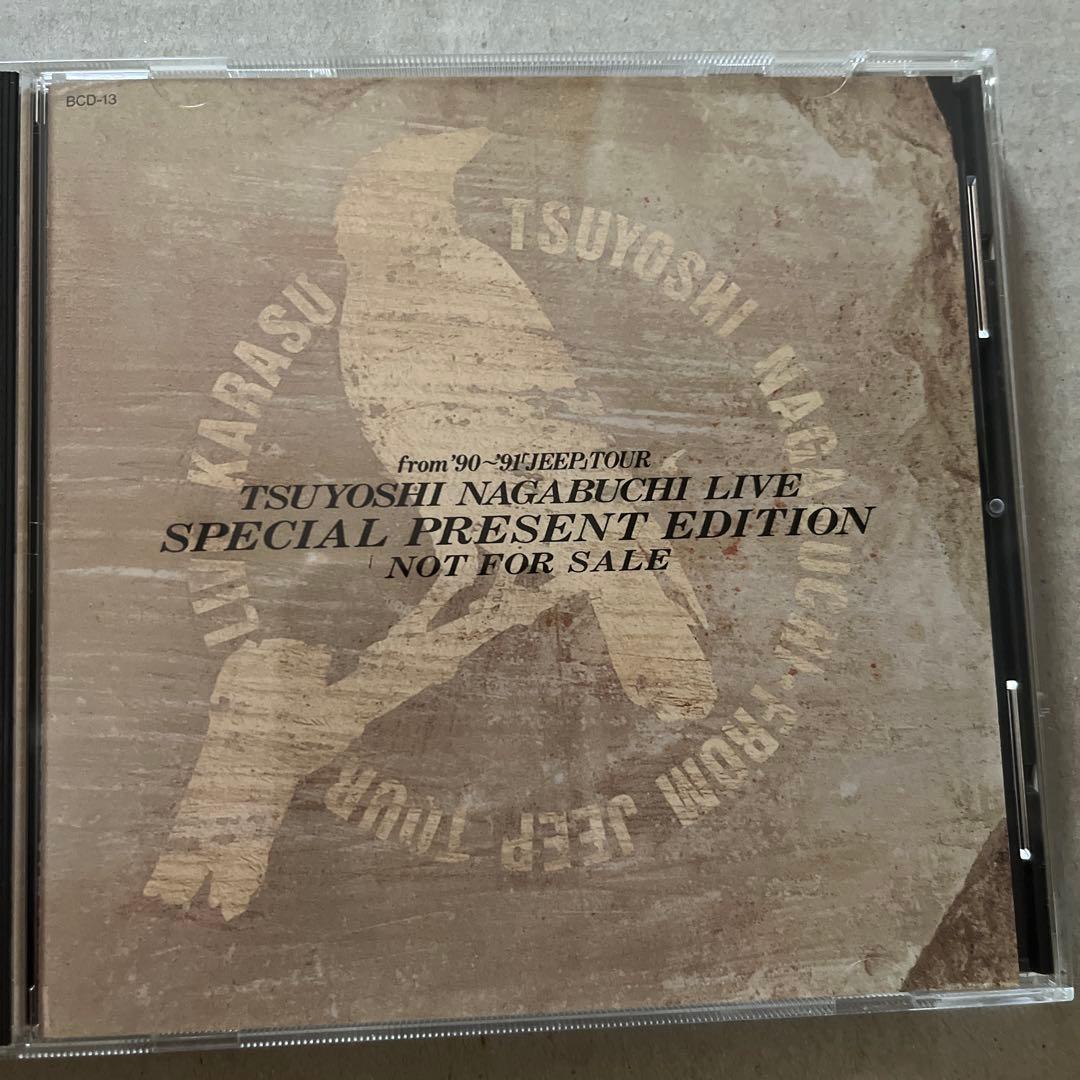 BCD-13
TSUYOSHI NAGABUCHI-FROM JEEP TOUR
KARASU
from '90~'91「JEEP」TOUR
TSUYOSHI NAGABUCHI LIVE
SPECIAL PRESENT EDITION
NOT FOR SALE